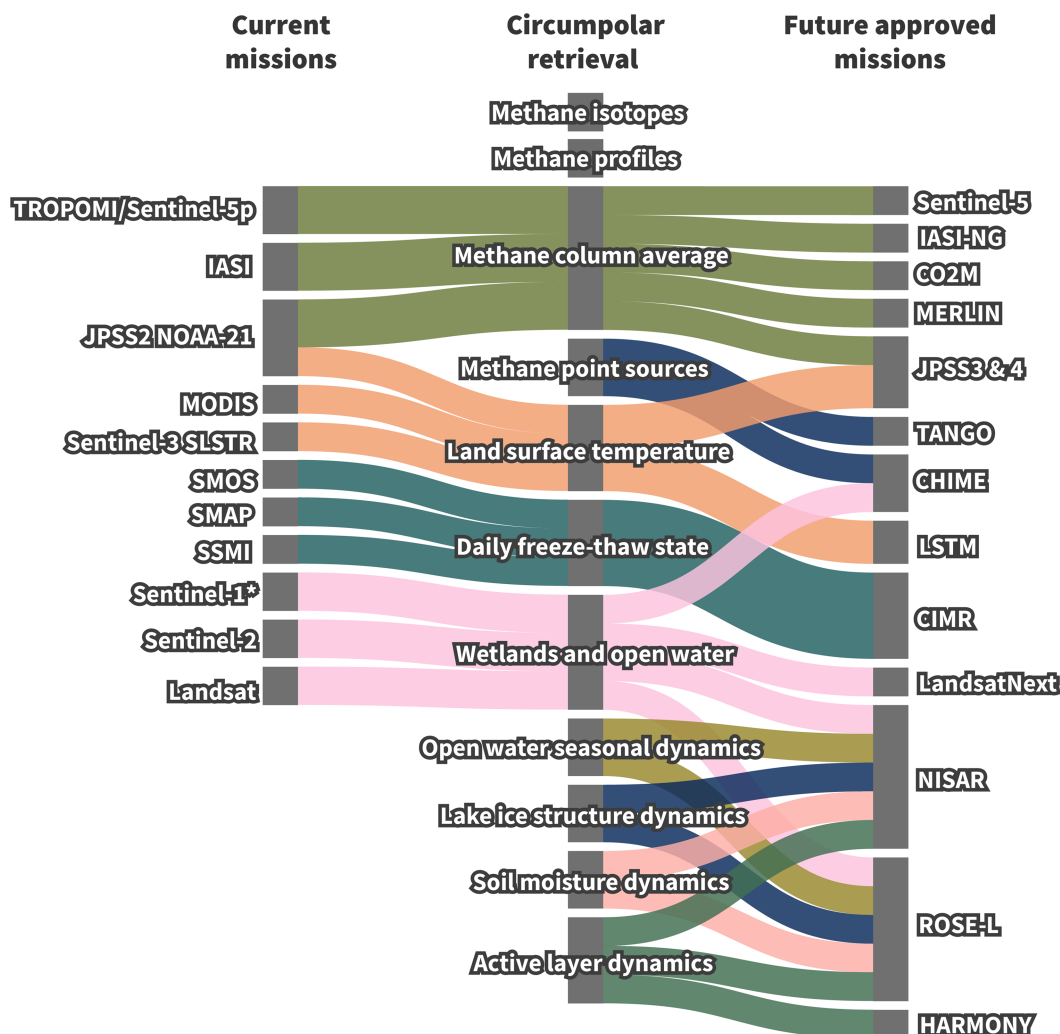 Current
missions
Circumpolar
retrieval
Future approved
missions
Methane isotopes
Methane profiles
TROPOMI/Sentinel-5p
IASI
JPSS2 NOAA-21
MODIS
Sentinel-3 SLSTR
SMOS
SMAP
SSMI
Sentinel-1*
Sentinel-2
Landsat
Methane column average
Methane point sources
Land surface temperature
Daily freeze-thaw state
Wetlands and open water
Open water seasonal dynamics
Lake ice structure dynamics
Soil moisture dynamics
Active layer dynamics
Sentinel-5
IASI-NG
CO2M
MERLIN
JPSS3 & 4
TANGO
CHIME
LSTM
CIMR
LandsatNext
NISAR
ROSE-L
HARMONY